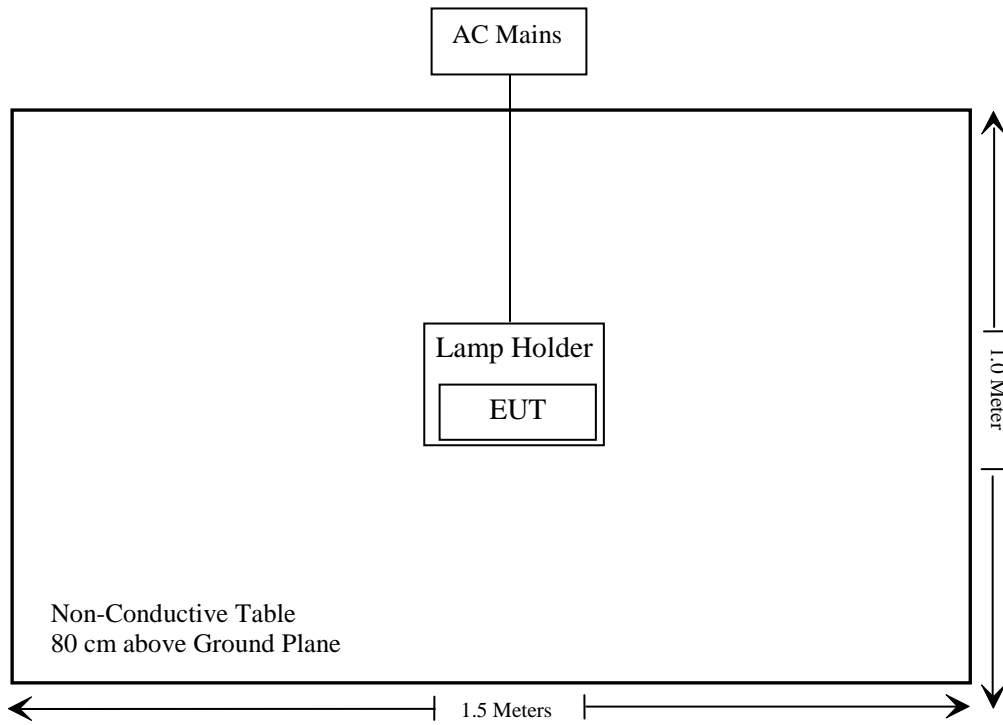 AC Mains
Lamp Holder
EUT
1.0 Meter
Non-Conductive Table
80 cm above Ground Plane
1.5 Meters